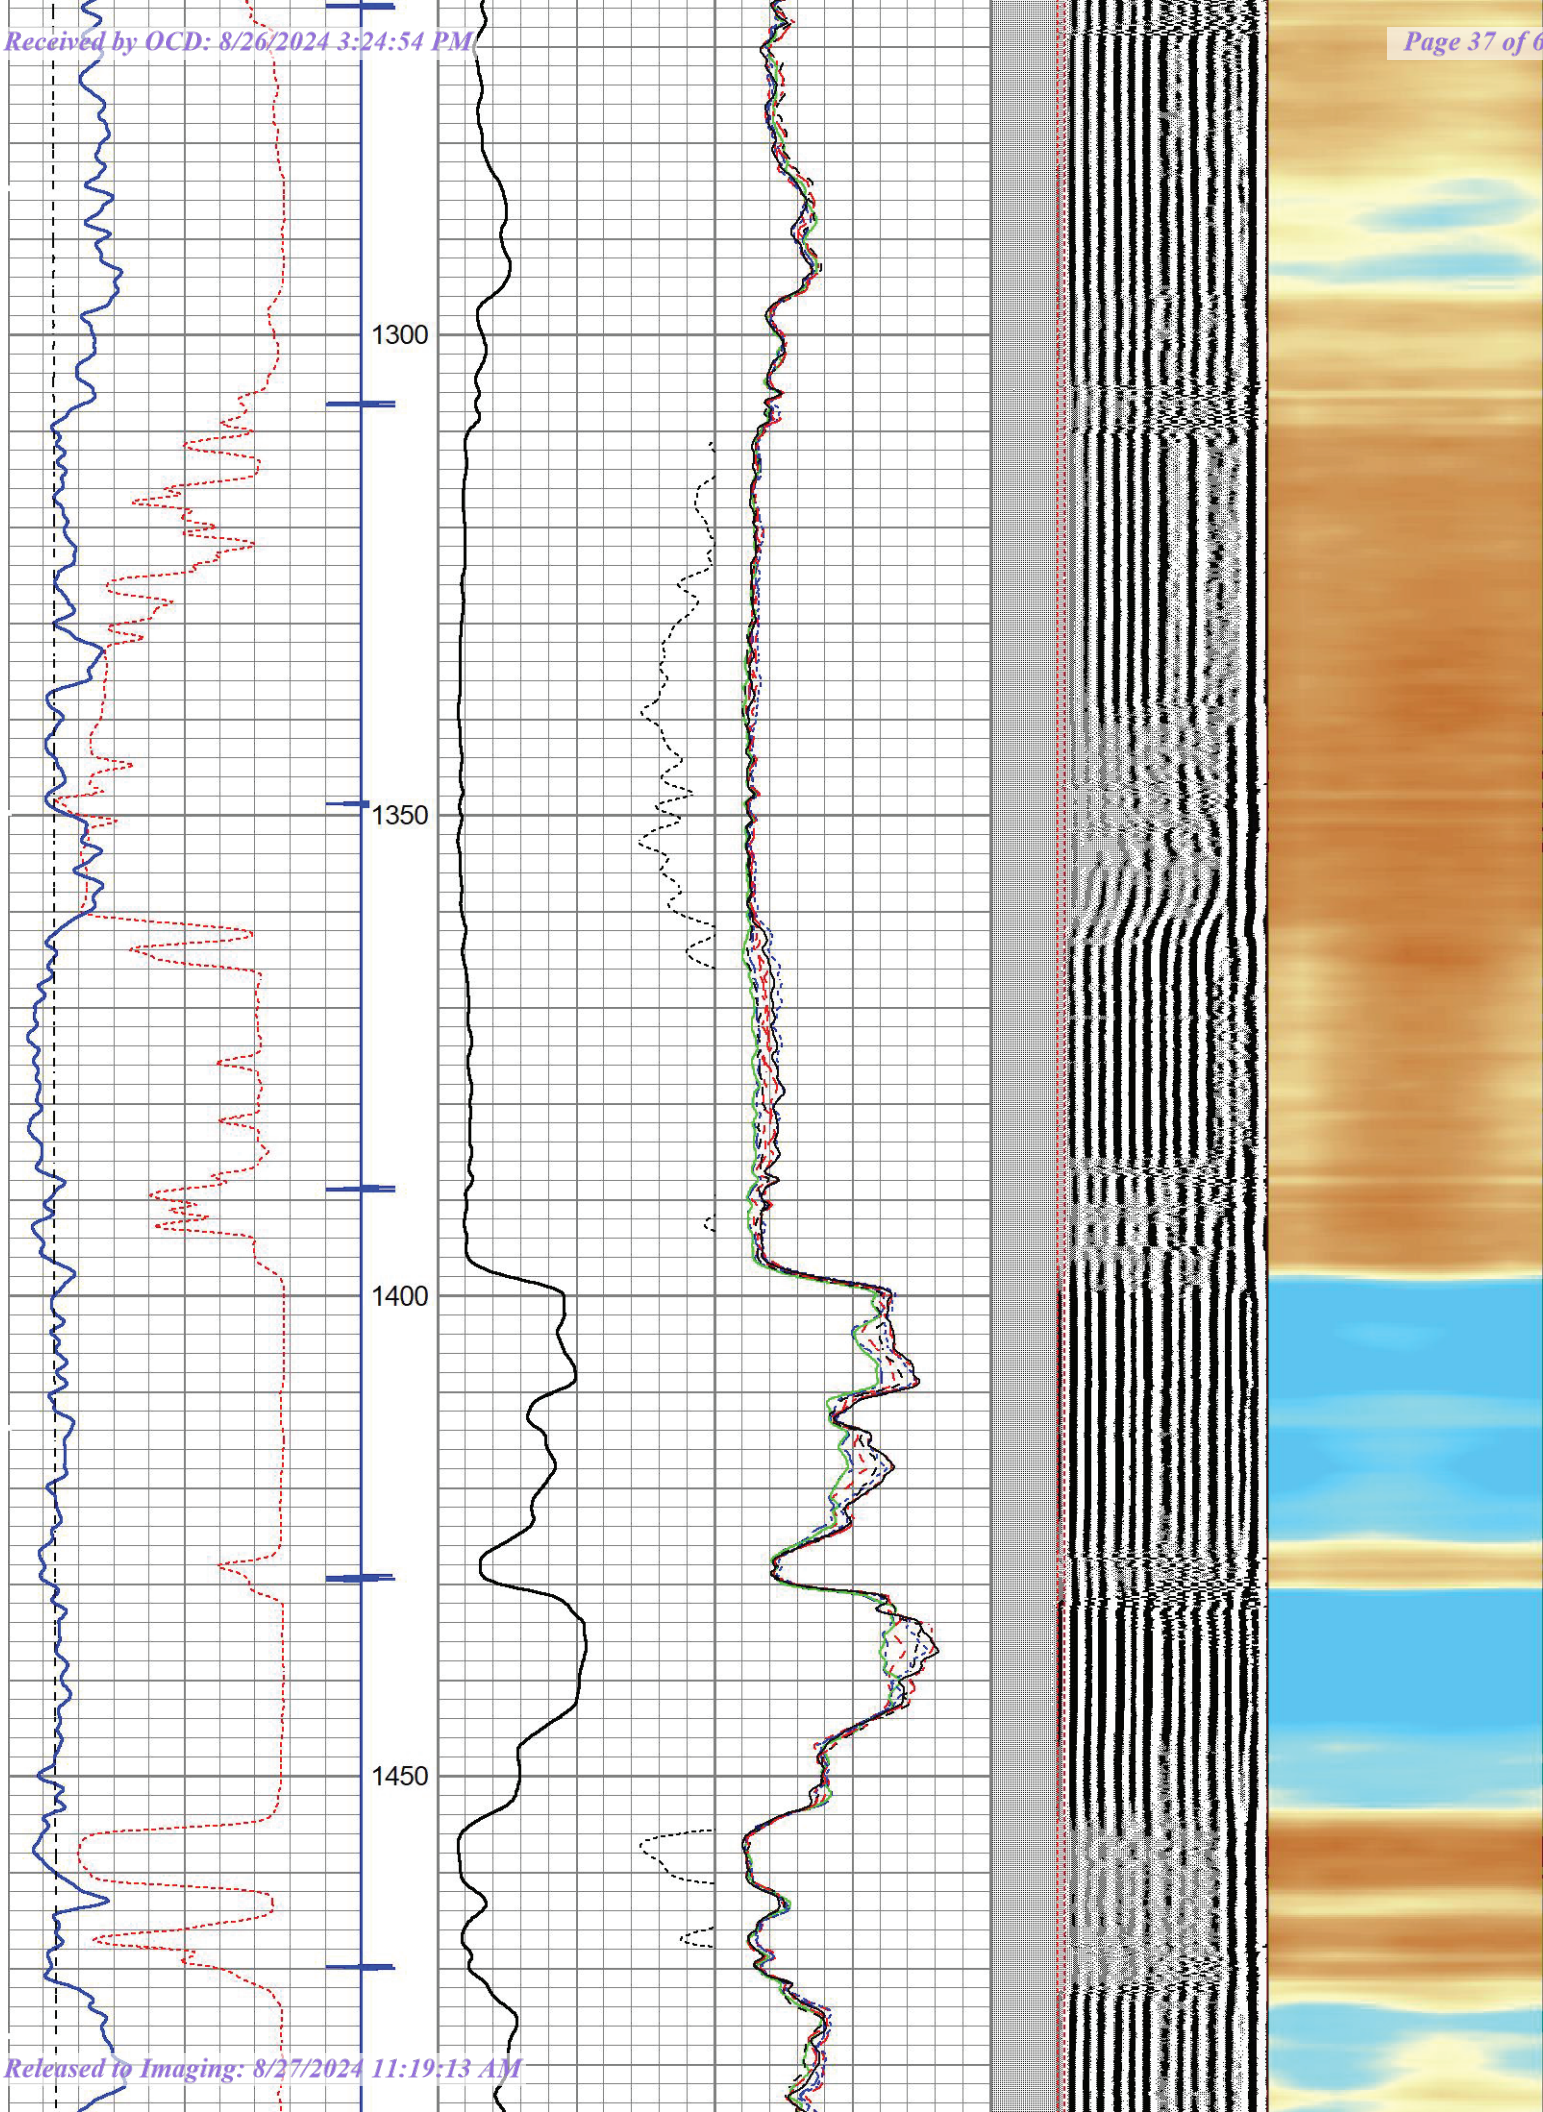 Received by OCD: 8/26/2024 3:24:54 PM
Page 37 of 6
1300
1350
1400
1450
Released to Imaging: 8/27/2024 11:19:13 AM